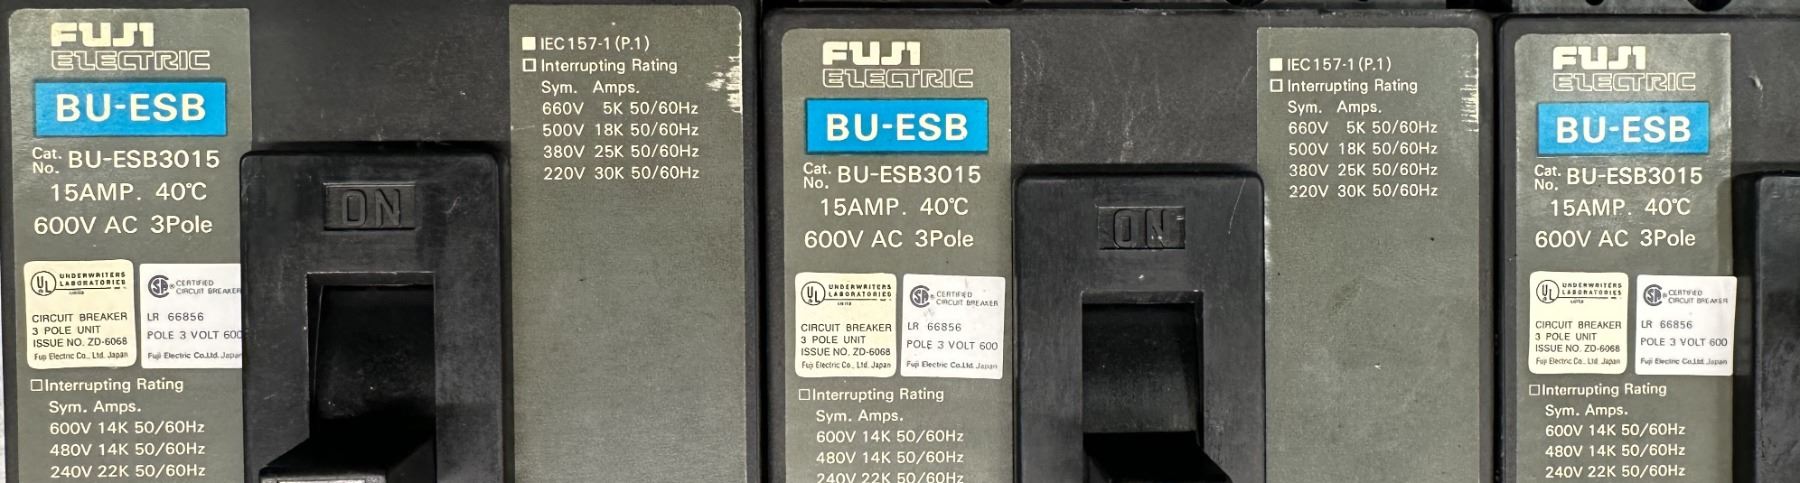 FUJI
ELECTRIC
BU-ESB
Cat. No. BU-ESB3015
15AMP. 40°C
600V AC 3Pole
UL UNDERWRITERS
LABORATORIES
CIRCUIT BREAKER
3 POLE UNIT
ISSUE NO. ZD-6068
Fuji Electric Co., Ltd. Japan
CERTIFIED
CIRCUIT BREAKER
LR 66856
POLE 3 VOLT 600
Fuji Electric Co.Ltd. Japan
□Interrupting Rating
Sym. Amps.
600V 14K 50/60Hz
480V 14K 50/60Hz
240V 22K 50/60Hz
ON
■ IEC157-1(P.1)
□ Interrupting Rating
Sym. Amps.
660V 5K 50/60Hz
500V 18K 50/60Hz
380V 25K 50/60Hz
220V 30K 50/60Hz
FUJI
ELECTRIC
BU-ESB
Cat. No. BU-ESB3015
15AMP. 40°C
600V AC 3Pole
UL UNDERWRITERS
LABORATORIES
CIRCUIT BREAKER
3 POLE UNIT
ISSUE NO. ZD-6068
Fuji Electric Co., Ltd. Japan
CERTIFIED
CIRCUIT BREAKER
LR 66856
POLE 3 VOLT 600
Fuji Electric Co.Ltd. Japan
□Interrupting Rating
Sym. Amps.
600V 14K 50/60Hz
480V 14K 50/60Hz
240V 22K 50/60Hz
ON
■ IEC157-1(P.1)
□ Interrupting Rating
Sym. Amps.
660V 5K 50/60Hz
500V 18K 50/60Hz
380V 25K 50/60Hz
220V 30K 50/60Hz
FUJI
ELECTRIC
BU-ESB
Cat. No. BU-ESB3015
15AMP. 40°C
600V AC 3Pole
UL UNDERWRITERS
LABORATORIES
CIRCUIT BREAKER
3 POLE UNIT
ISSUE NO. ZD-6068
Fuji Electric Co., Ltd. Japan
CERTIFIED
CIRCUIT BREAKER
LR 66856
POLE 3 VOLT 600
Fuji Electric Co.Ltd. Japan
□Interrupting Rating
Sym. Amps.
600V 14K 50/60Hz
480V 14K 50/60Hz
240V 22K 50/60Hz